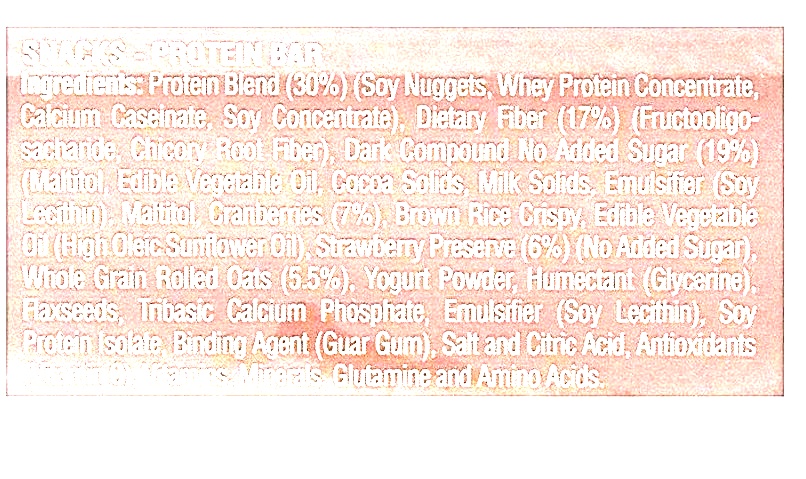 SNACKS - PROTEIN BAR
Ingredients: Protein Blend (30%) (Soy Nuggets, Whey Protein Concentrate,
Calcium Caseinate, Soy Concentrate), Dietary Fiber (17%) (Fructooligo-
sacharide, Chicory Root Fiber), Dark Compound No Added Sugar (19%)
(Maltitol, Edible Vegetable Oil, Cocoa Solids, Milk Solids, Emulsifier (Soy
Lecithin), Maltitol, Cranberries (7%), Brown Rice Crispy, Edible Vegetable
Oil (High Oleic Sunflower Oil), Strawberry Preserve (6%) (No Added Sugar),
Whole Grain Rolled Oats (5.5%), Yogurt Powder, Humectant (Glycerine),
Flaxseeds, Tribasic Calcium Phosphate, Emulsifier (Soy Lecithin), Soy
Protein Isolate, Binding Agent (Guar Gum), Salt and Citric Acid, Antioxidants
Minerals, Glutamine and Amino Acids.